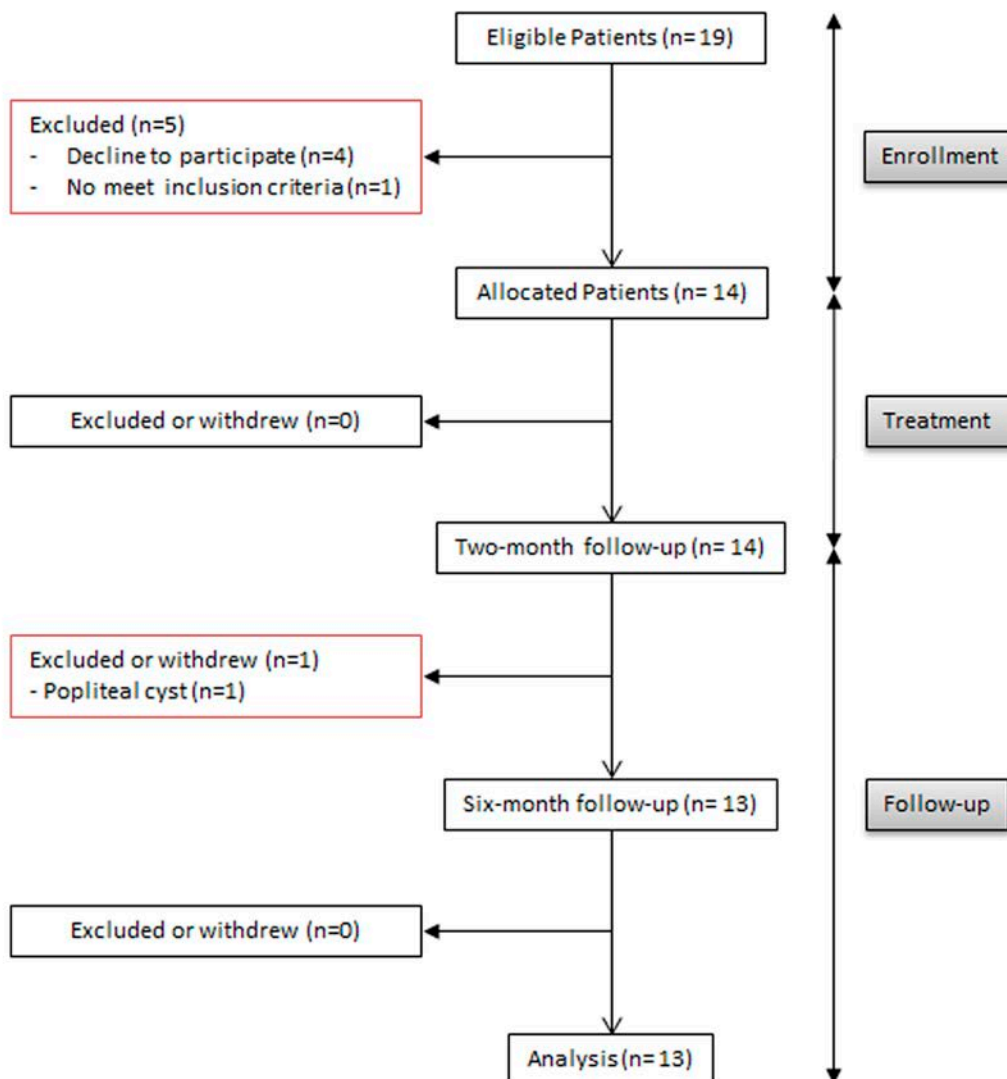 Eligible Patients (n= 19)
Excluded (n=5)
- Decline to participate (n=4)
- No meet inclusion criteria (n=1)
Enrollment
Allocated Patients (n= 14)
Excluded or withdrew (n=0)
Treatment
Two-month follow-up (n= 14)
Excluded or withdrew (n=1)
- Popliteal cyst (n=1)
Six-month follow-up (n= 13)
Follow-up
Excluded or withdrew (n=0)
Analysis (n=13)